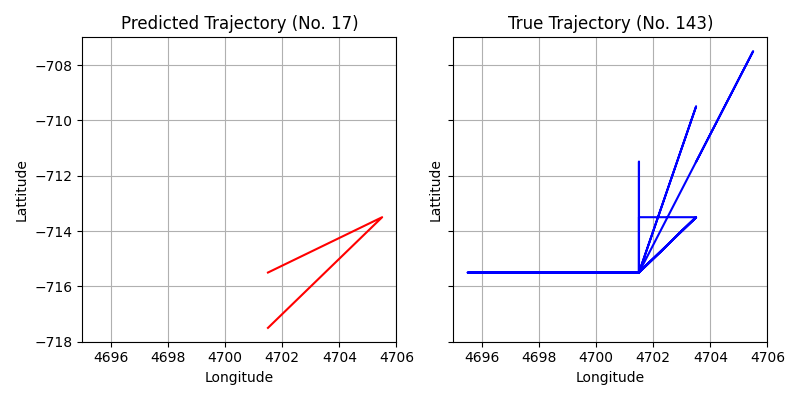 Predicted Trajectory (No. 17)
True Trajectory (No. 143)
−708
−710
−712
−714
−716
−718
Lattitude
Lattitude
4696 4698 4700 4702 4704 4706
4696 4698 4700 4702 4704 4706
Longitude
Longitude